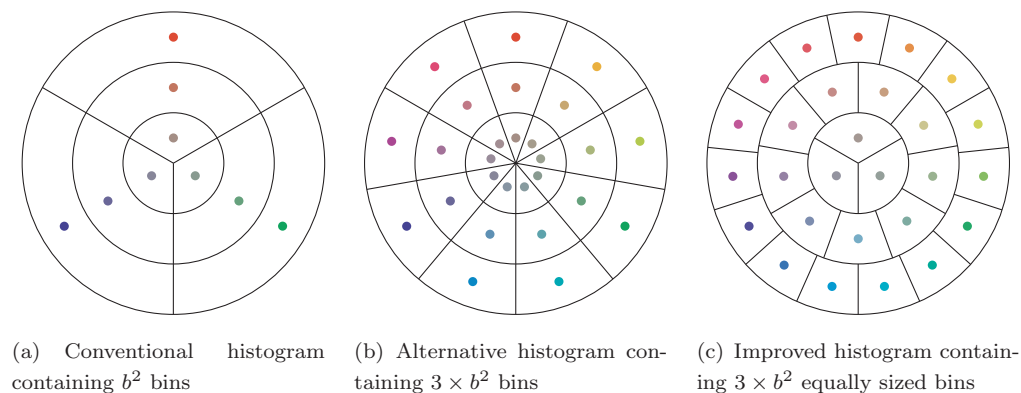 (a) Conventional histogram
containing b² bins
(b) Alternative histogram con-
taining 3 × b² bins
(c) Improved histogram contain-
ing 3 × b² equally sized bins